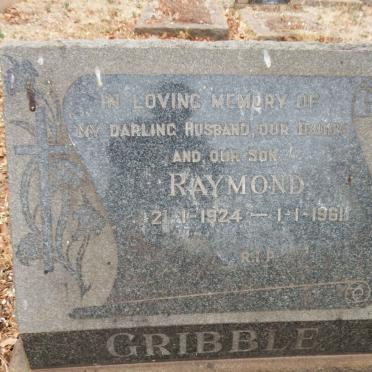 IN LOVING MEMORY OF
MY DARLING HUSBAND, OUR DADDY
AND OUR SON
RAYMOND
21-1-1924 — 1-1-1961
R.I.P.
GRIBBLE